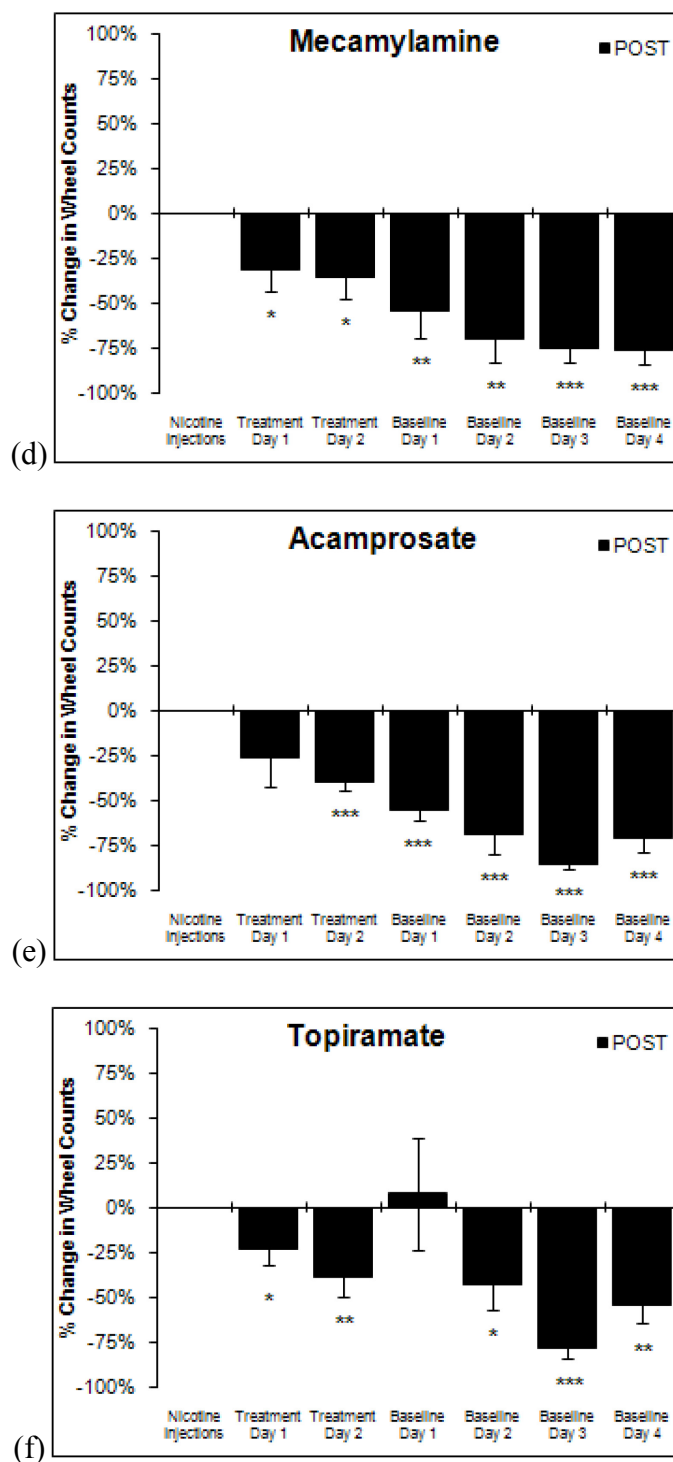 Mecamylamine
■ POST
% Change in Wheel Counts
100%
75%
50%
25%
0%
-25%
-50%
-75%
-100%
* * ** ** *** ***
Nicotine Treatment Treatment Baseline Baseline Baseline Baseline
Injections Day 1 Day 2 Day 1 Day 2 Day 3 Day 4
(d)
Acamprosate
■ POST
% Change in Wheel Counts
100%
75%
50%
25%
0%
-25%
-50%
-75%
-100%
*** *** *** *** ***
Nicotine Treatment Treatment Baseline Baseline Baseline Baseline
Injections Day 1 Day 2 Day 1 Day 2 Day 3 Day 4
(e)
Topiramate
■ POST
% Change in Wheel Counts
100%
75%
50%
25%
0%
-25%
-50%
-75%
-100%
* ** * *** **
Nicotine Treatment Treatment Baseline Baseline Baseline Baseline
Injections Day 1 Day 2 Day 1 Day 2 Day 3 Day 4
(f)